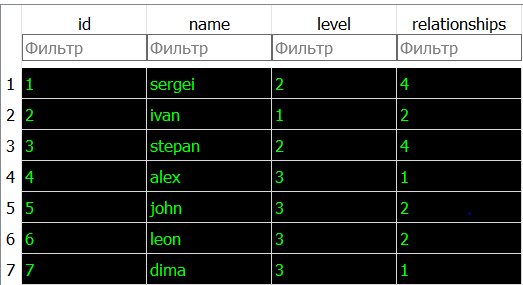 id name level relationships
Фильтр Фильтр Фильтр Фильтр
1 1 sergei 2 4
2 2 ivan 1 2
3 3 stepan 2 4
4 4 alex 3 1
5 5 john 3 2
6 6 leon 3 2
7 7 dima 3 1